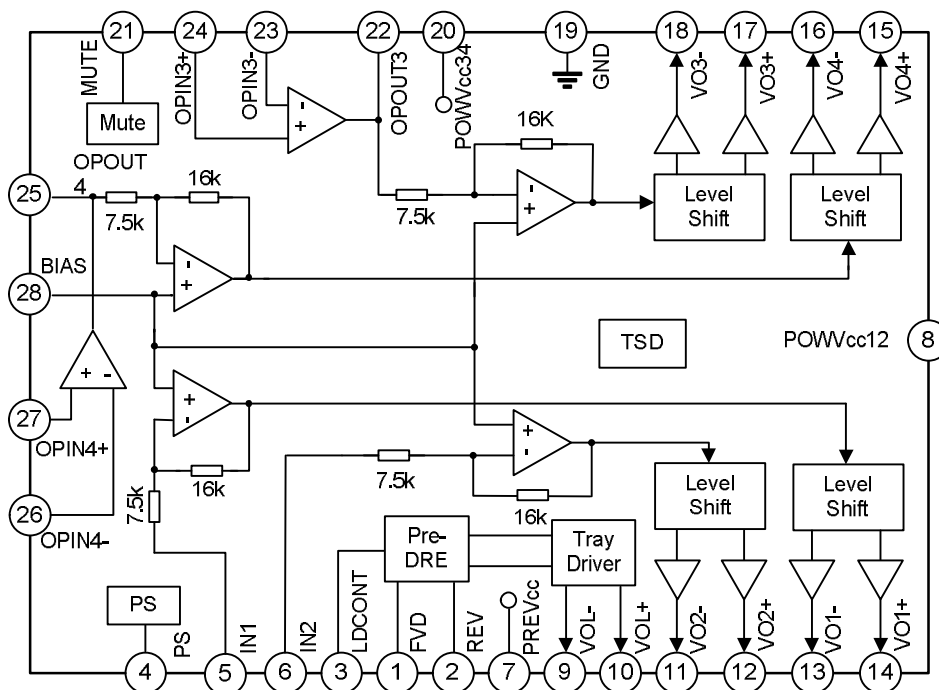 21 24 23 22 20 19 18 17 16 15
MUTE
OPIN3+
OPIN3-
OPOUT3
POWVcc34
GND
VO3-
VO3+
VO4-
VO4+
Mute
-
+
16K
OPOUT
25
4
7.5k
16k
7.5k
-
+
Level
Shift
Level
Shift
BIAS
28
-
+
TSD
POWVcc12
8
+ -
27
OPIN4+
+
-
16k
7.5k
+
-
7.5k
16k
Level
Shift
Level
Shift
26
OPIN4-
Pre-
DRE
Tray
Driver
PS
PS
IN1
IN2
LDCONT
FVD
REV
PREVcc
VOL-
VOL+
VO2-
VO2+
VO1-
VO1+
4 5 6 3 1 2 7 9 10 11 12 13 14